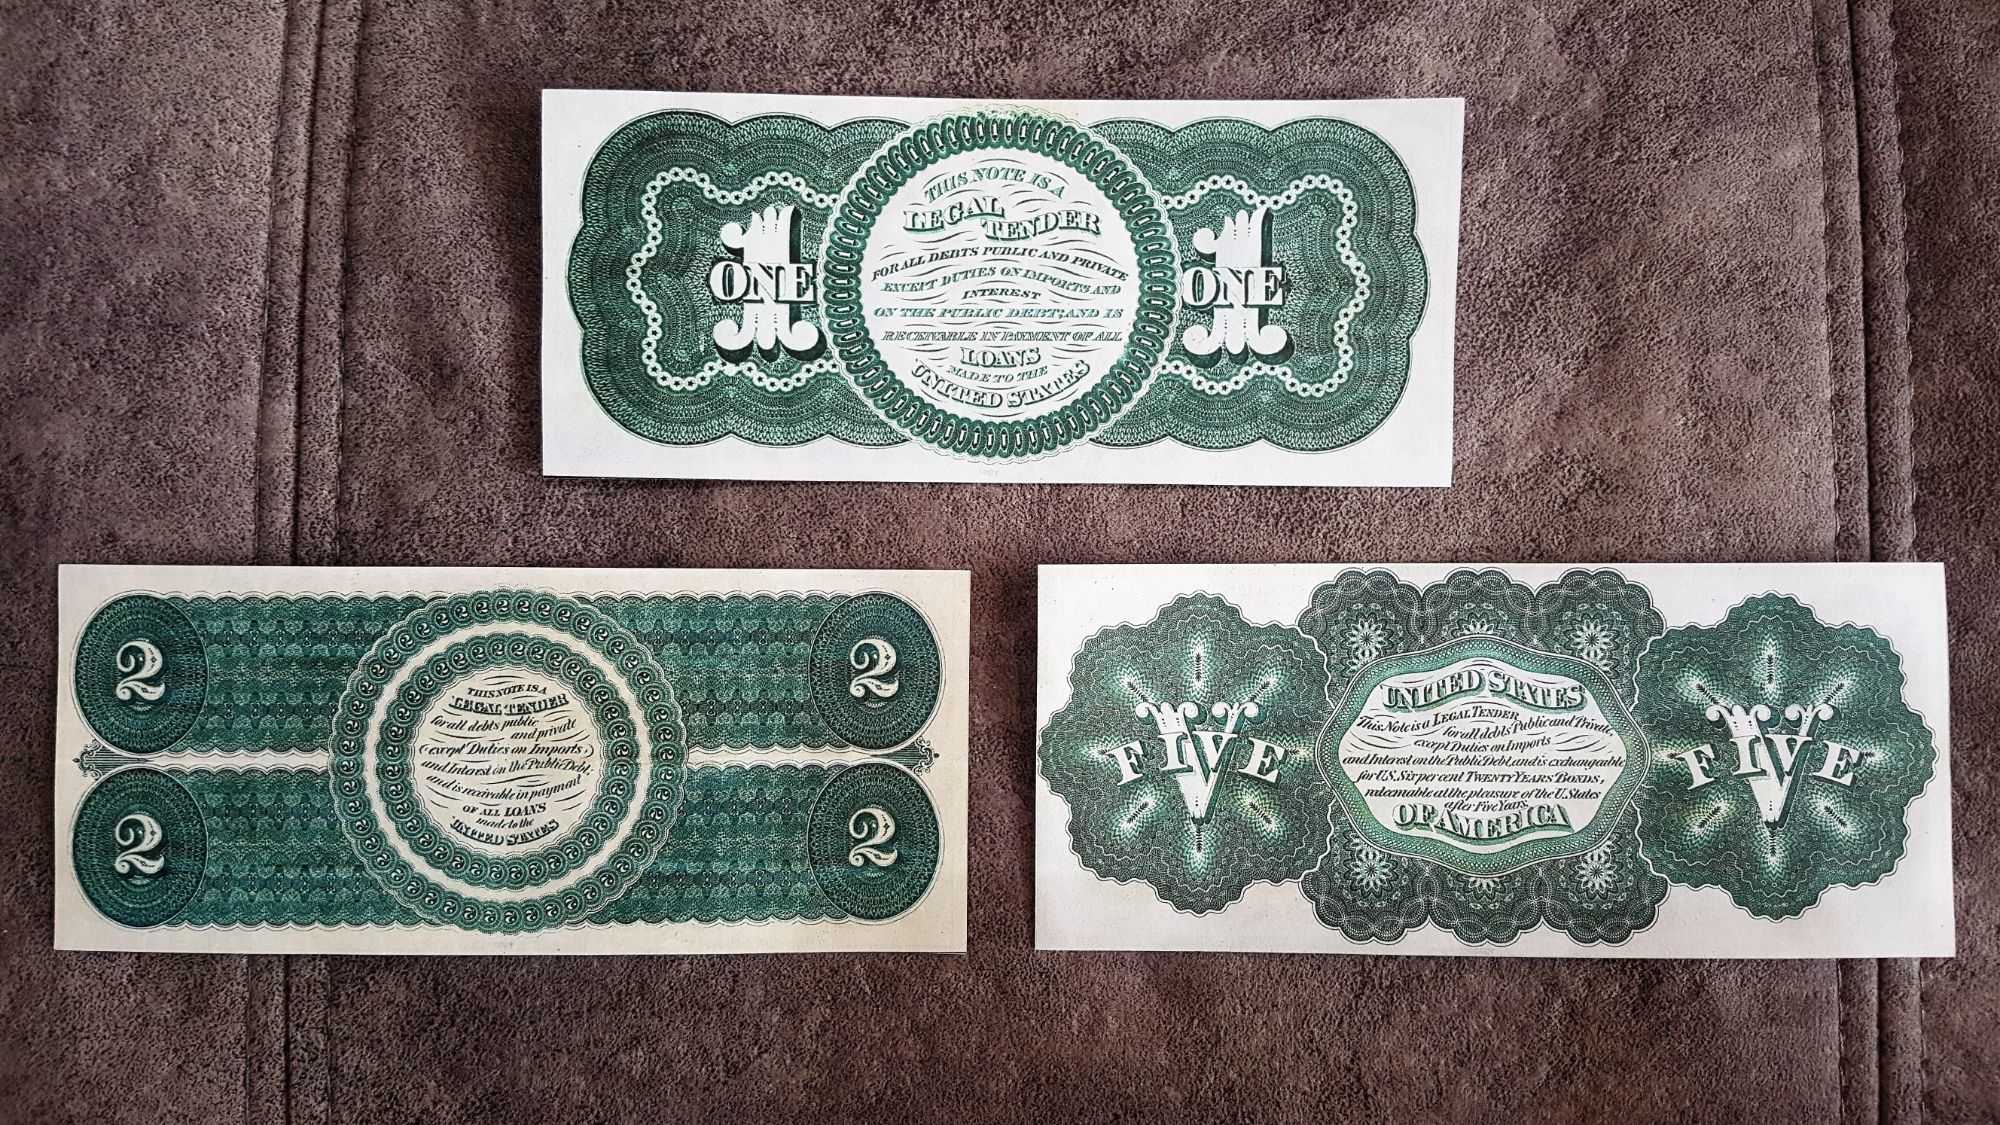 THIS NOTE IS A
LEGAL
TENDER
FOR ALL DEBTS PUBLIC AND PRIVATE
EXCEPT DUTIES ON IMPORTS AND
INTEREST
ON THE PUBLIC DEBT; AND IS
RECEIVABLE IN PAYMENT OF ALL
LOANS
MADE TO THE
UNITED STATES
1
ONE
1
ONE
copy
2
2
2
2
THIS NOTE IS A
LEGAL TENDER
for all debts public
and private
(except Duties on Imports,)
and Interest on the Public Debt;
and is receivable in payment
OF ALL LOANS
made to the
UNITED STATES
copy
V
FIVE
UNITED STATES
This Note is a LEGAL TENDER
for all debts Public and Private
except Duties on Imports
and Interest on the Public Debt, and is exchangeable
for U.S. Six per cent TWENTY YEARS BONDS,
redeemable at the pleasure of the U. States
after Five Years.
OF AMERICA
V
FIVE